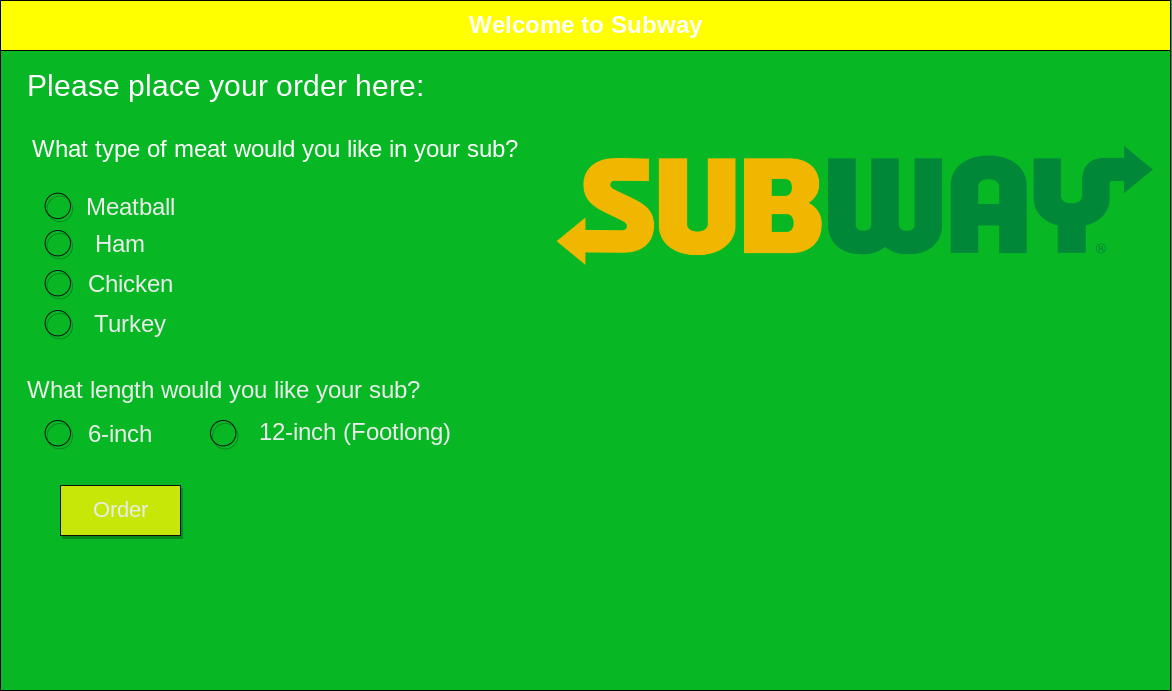 Welcome to Subway
Please place your order here:
What type of meat would you like in your sub?
SUBWAY®
Meatball
Ham
Chicken
Turkey
What length would you like your sub?
6-inch
12-inch (Footlong)
Order